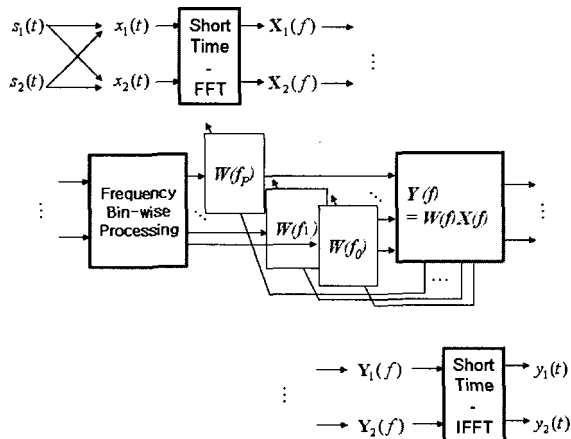 s₁(t) x₁(t) Short Time - FFT X₁(f)
s₂(t) x₂(t) X₂(f)
Frequency Bin-wise Processing
W(f_P)
W(f₁)
W(f₀)
Y(f)
= W(f)X(f)
Y₁(f) Short Time - IFFT y₁(t)
Y₂(f) y₂(t)